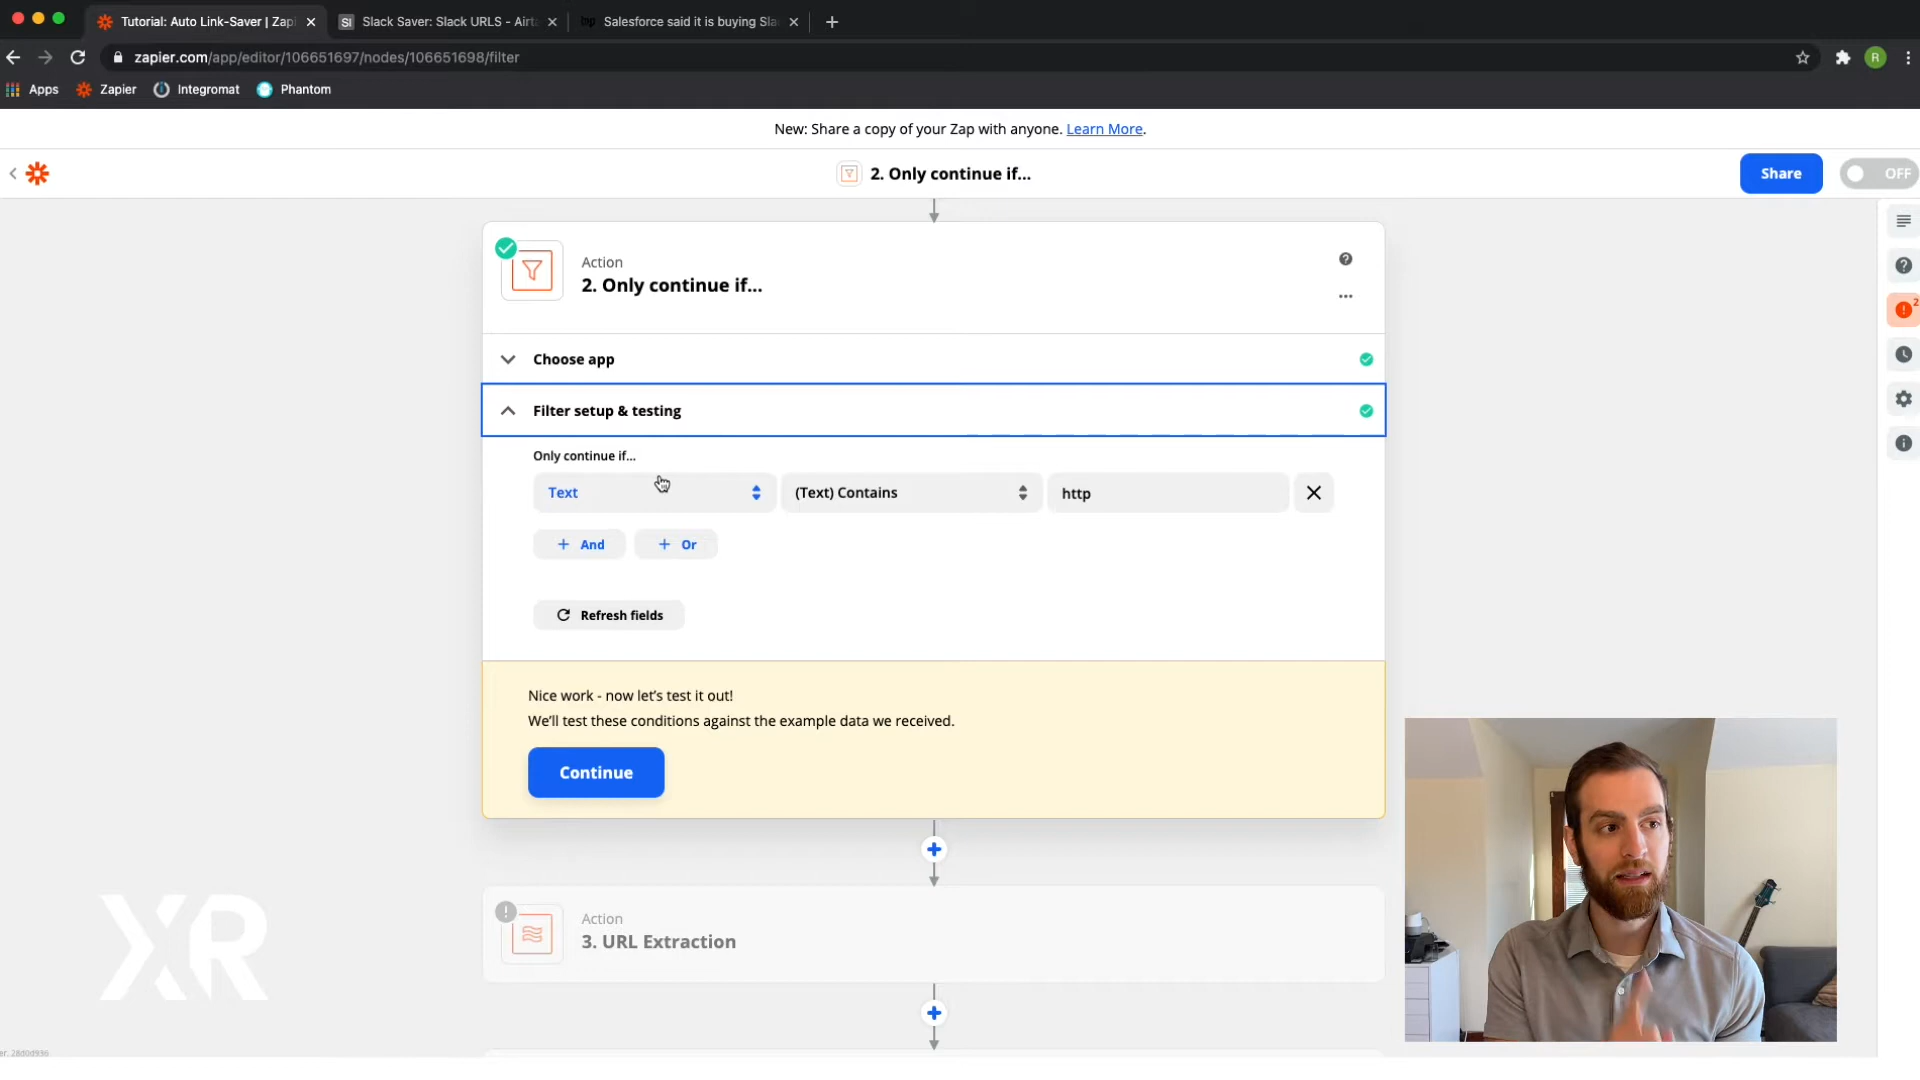 Tutorial: Auto Link-Saver | Zapi
SI Slack Saver: Slack URLS - Airta
Salesforce said it is buying Sla
zapier.com/app/editor/106651697/nodes/106651698/filter
R
Apps
Zapier
Integromat
Phantom
New: Share a copy of your Zap with anyone. Learn More.
2. Only continue if...
Share
OFF
Action
2. Only continue if...
2
Choose app
Filter setup & testing
Only continue if...
Text
(Text) Contains
http
+ And
+ Or
Refresh fields
Nice work - now let's test it out!
We'll test these conditions against the example data we received.
Continue
Action
3. URL Extraction
XR